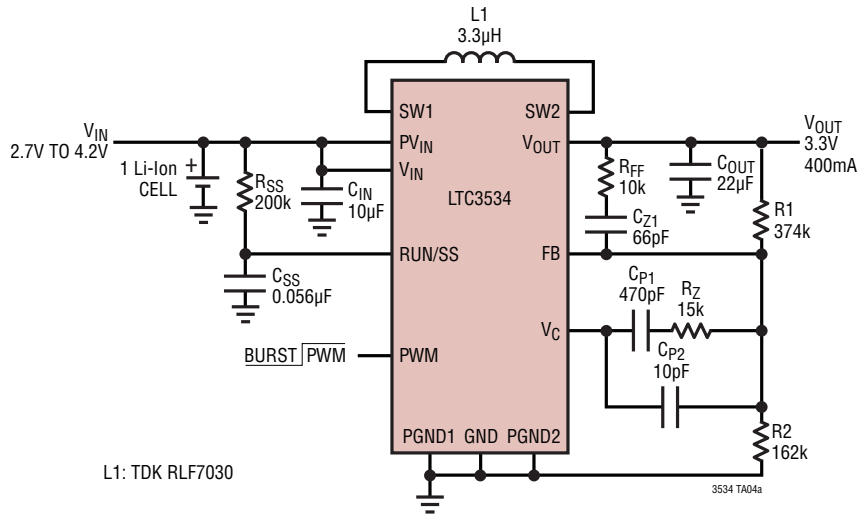 L1
3.3µH
SW1
SW2
VIN
2.7V TO 4.2V
PVIN
VOUT
VOUT
3.3V
400mA
1 Li-Ion
CELL
+
VIN
RSS
200k
CIN
10µF
LTC3534
RFF
10k
COUT
22µF
CZ1
66pF
R1
374k
RUN/SS
FB
CSS
0.056µF
CP1
470pF
RZ
15k
VC
CP2
10pF
BURST PWM
PWM
PGND1 GND PGND2
R2
162k
L1: TDK RLF7030
3534 TA04a